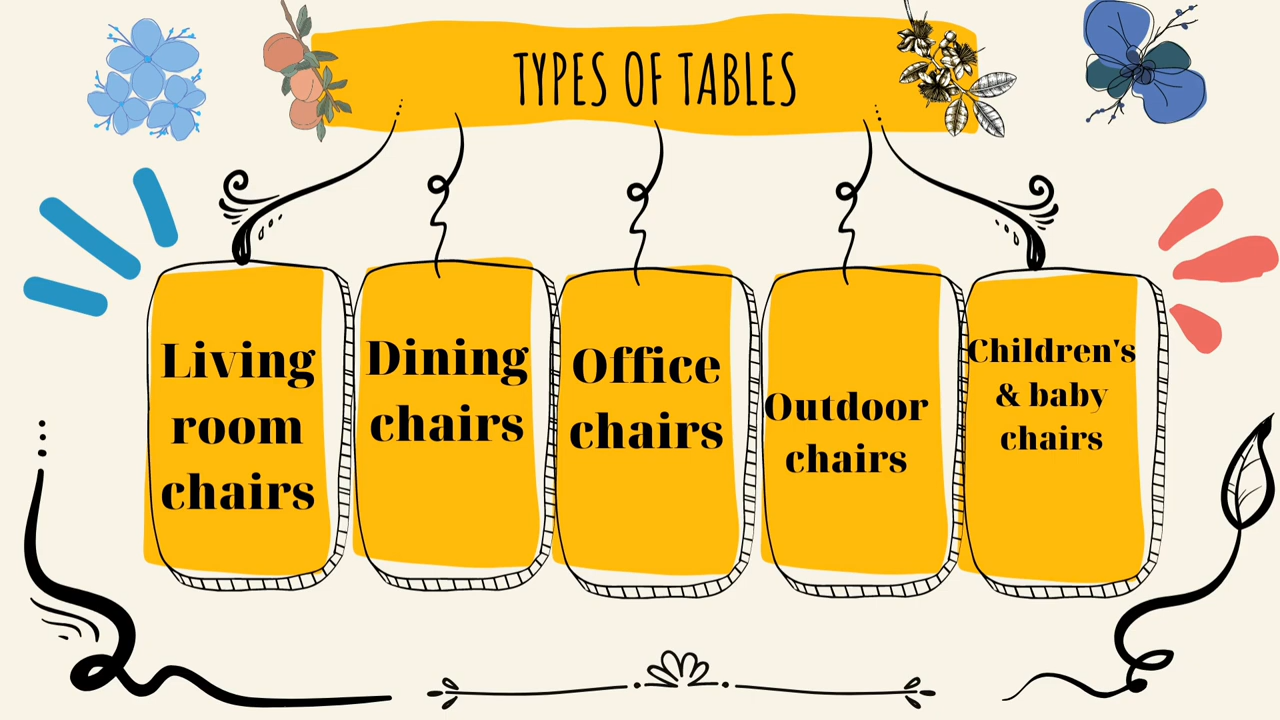 TYPES OF TABLES
Living
room
chairs
Dining
chairs
Office
chairs
Outdoor
chairs
Children's
& baby
chairs